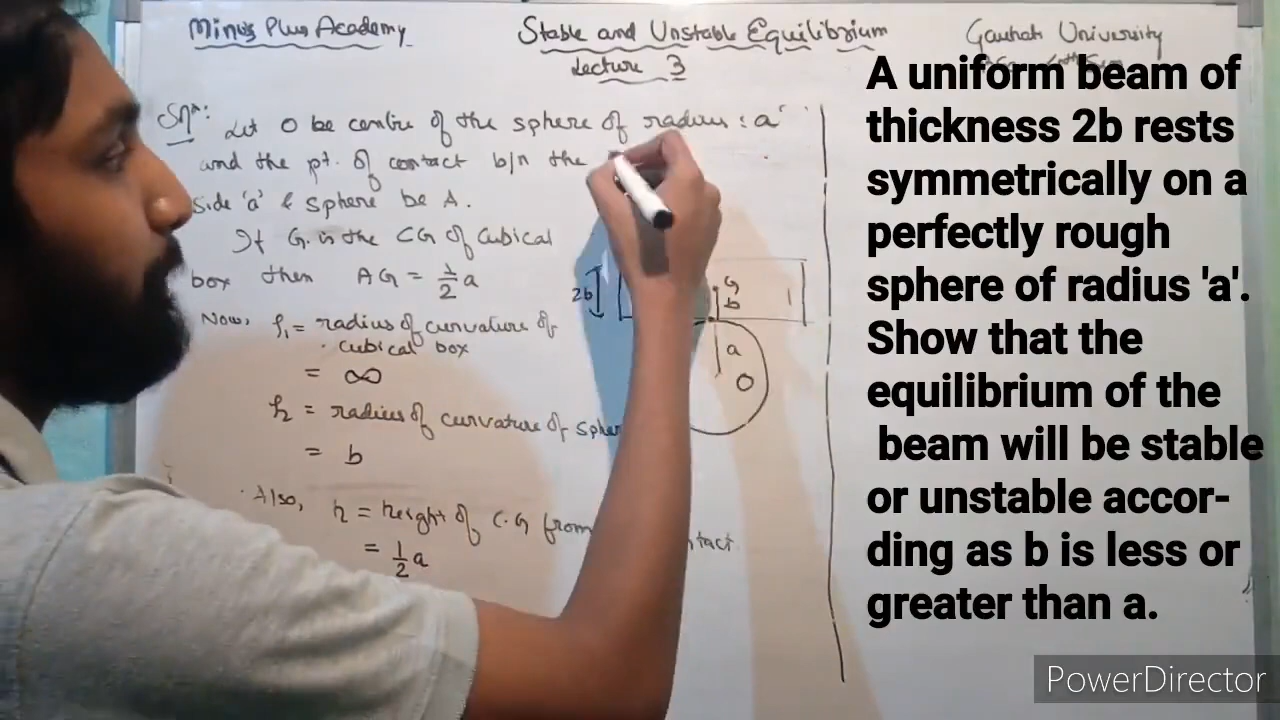 Minus Plus Academy
Stable and Unstable Equilibrium
Lecture 3
Gauhati University
Solⁿ:
Let O be centre of the sphere of radius 'a'
and the pt. of contact b/n the
side 'a' & sphere be A.
If G is the CG of cubical
box then AG = 1/2 a
Now, ρ₁ = radius of curvature of
cubical box
= ∞
ρ₂ = radius of curvature of spher
= b
Also, h = height of C.G from
= 1/2 a
2b
G
b
a
O
A uniform beam of
thickness 2b rests
symmetrically on a
perfectly rough
sphere of radius 'a'.
Show that the
equilibrium of the
beam will be stable
or unstable accor-
ding as b is less or
greater than a.
PowerDirector